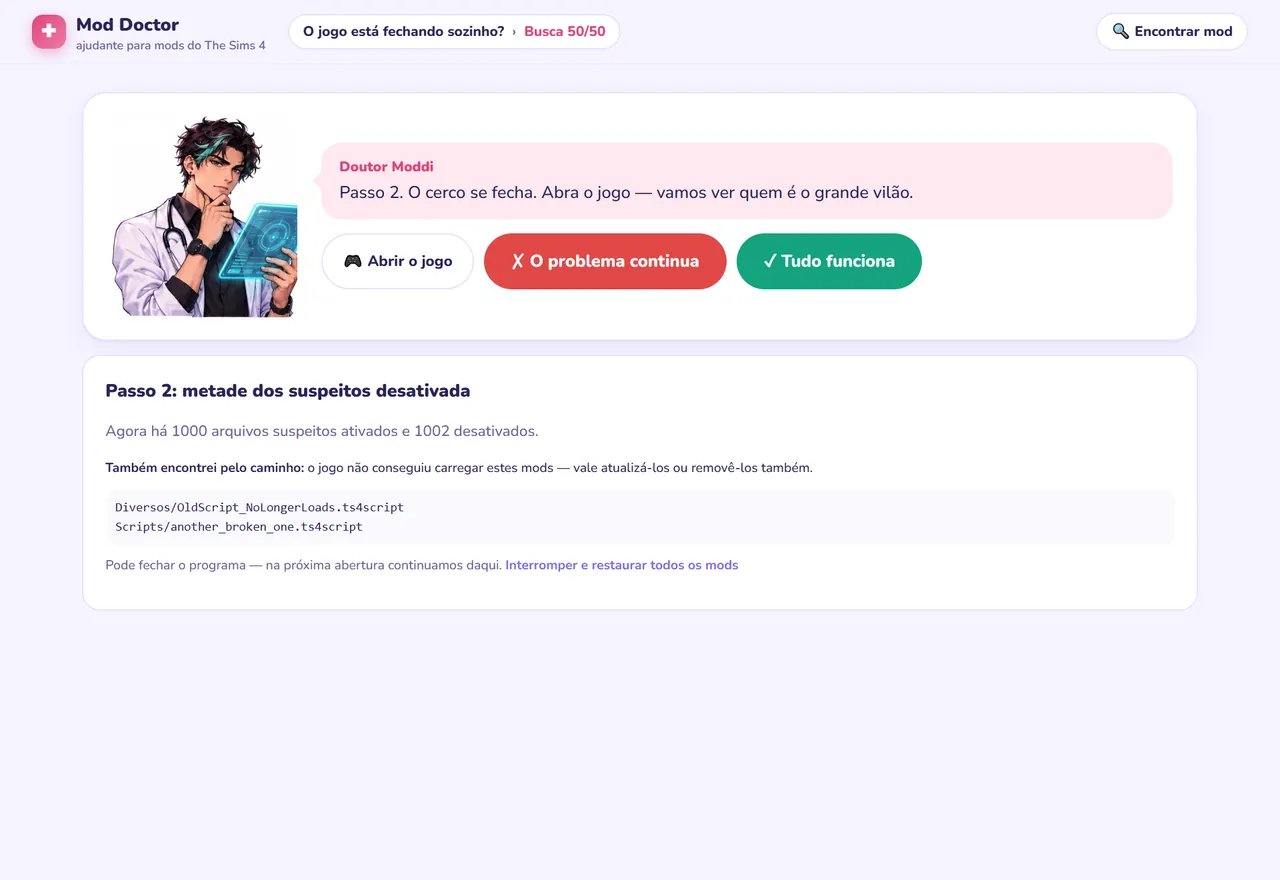 Mod Doctor
ajudante para mods do The Sims 4
O jogo está fechando sozinho? › Busca 50/50
🔍 Encontrar mod
Doutor Moddi
Passo 2. O cerco se fecha. Abra o jogo — vamos ver quem é o grande vilão.
🎮 Abrir o jogo
✗ O problema continua
✓ Tudo funciona
Passo 2: metade dos suspeitos desativada
Agora há 1000 arquivos suspeitos ativados e 1002 desativados.
Também encontrei pelo caminho: o jogo não conseguiu carregar estes mods — vale atualizá-los ou removê-los também.
Diversos/OldScript_NoLongerLoads.ts4script
Scripts/another_broken_one.ts4script
Pode fechar o programa — na próxima abertura continuamos daqui. Interromper e restaurar todos os mods